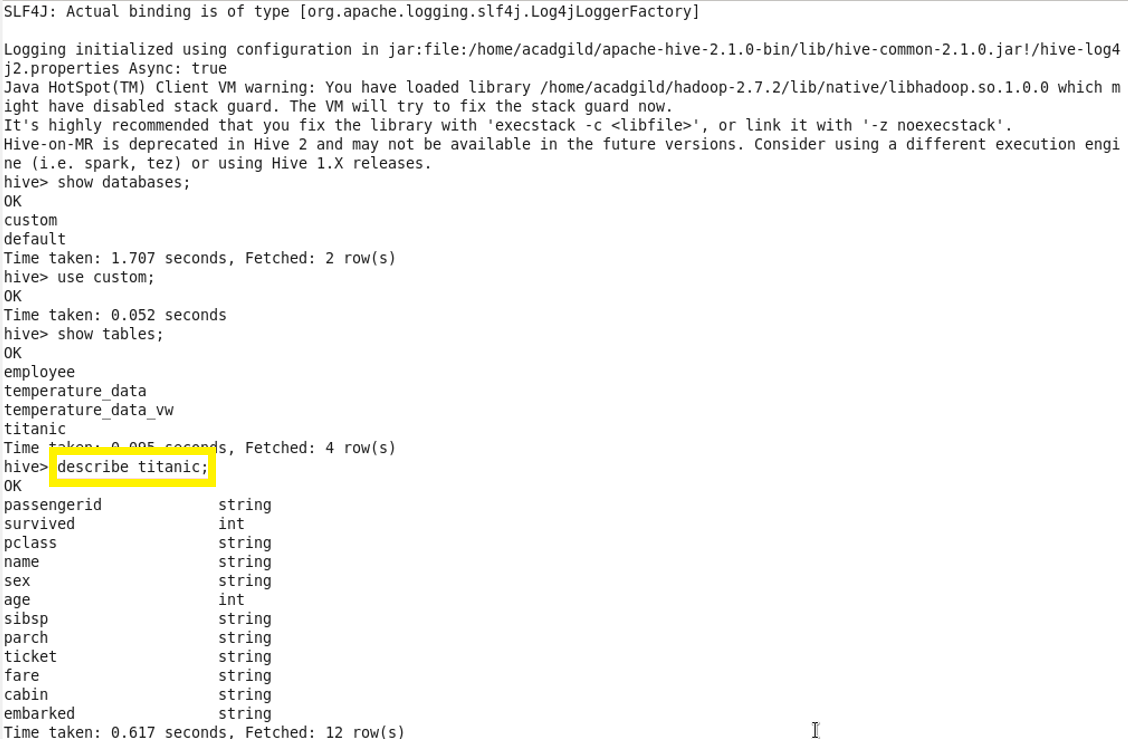 SLF4J: Actual binding is of type [org.apache.logging.slf4j.Log4jLoggerFactory]
Logging initialized using configuration in jar:file:/home/acadgild/apache-hive-2.1.0-bin/lib/hive-common-2.1.0.jar!/hive-log4
j2.properties Async: true
Java HotSpot(TM) Client VM warning: You have loaded library /home/acadgild/hadoop-2.7.2/lib/native/libhadoop.so.1.0.0 which m
ight have disabled stack guard. The VM will try to fix the stack guard now.
It's highly recommended that you fix the library with 'execstack -c <libfile>', or link it with '-z noexecstack'.
Hive-on-MR is deprecated in Hive 2 and may not be available in the future versions. Consider using a different execution engi
ne (i.e. spark, tez) or using Hive 1.X releases.
hive> show databases;
OK
custom
default
Time taken: 1.707 seconds, Fetched: 2 row(s)
hive> use custom;
OK
Time taken: 0.052 seconds
hive> show tables;
OK
employee
temperature_data
temperature_data_vw
titanic
Time taken: 0.095 seconds, Fetched: 4 row(s)
hive> describe titanic;
OK
passengerid string
survived int
pclass string
name string
sex string
age int
sibsp string
parch string
ticket string
fare string
cabin string
embarked string
Time taken: 0.617 seconds, Fetched: 12 row(s)